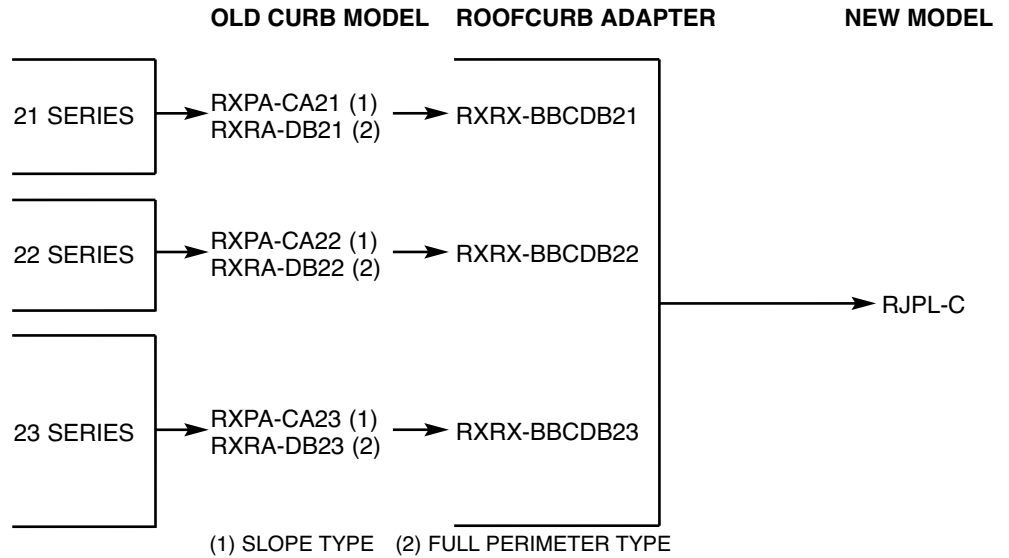 OLD CURB MODEL ROOFCURB ADAPTER NEW MODEL
21 SERIES
RXPA-CA21 (1)
RXRA-DB21 (2)
RXRX-BBCDB21
22 SERIES
RXPA-CA22 (1)
RXRA-DB22 (2)
RXRX-BBCDB22
RJPL-C
23 SERIES
RXPA-CA23 (1)
RXRA-DB23 (2)
RXRX-BBCDB23
(1) SLOPE TYPE (2) FULL PERIMETER TYPE